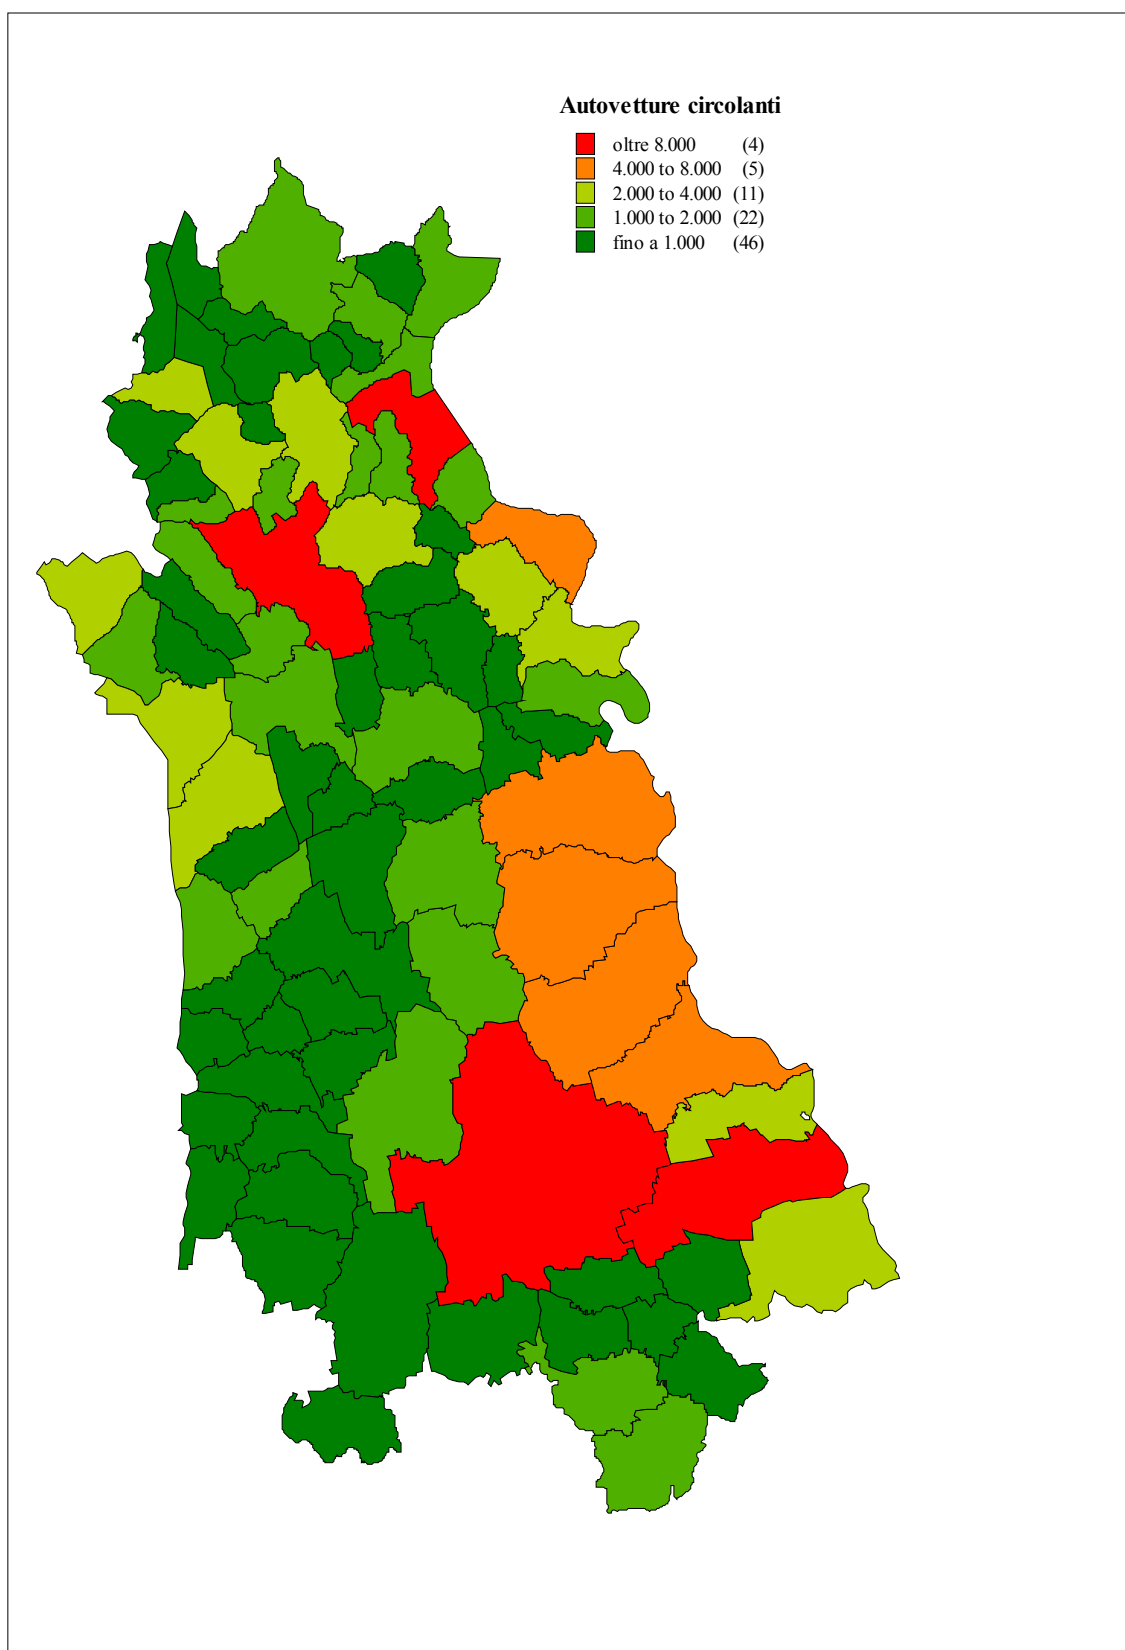 Autovetture circolanti
oltre 8.000 (4)
4.000 to 8.000 (5)
2.000 to 4.000 (11)
1.000 to 2.000 (22)
fino a 1.000 (46)